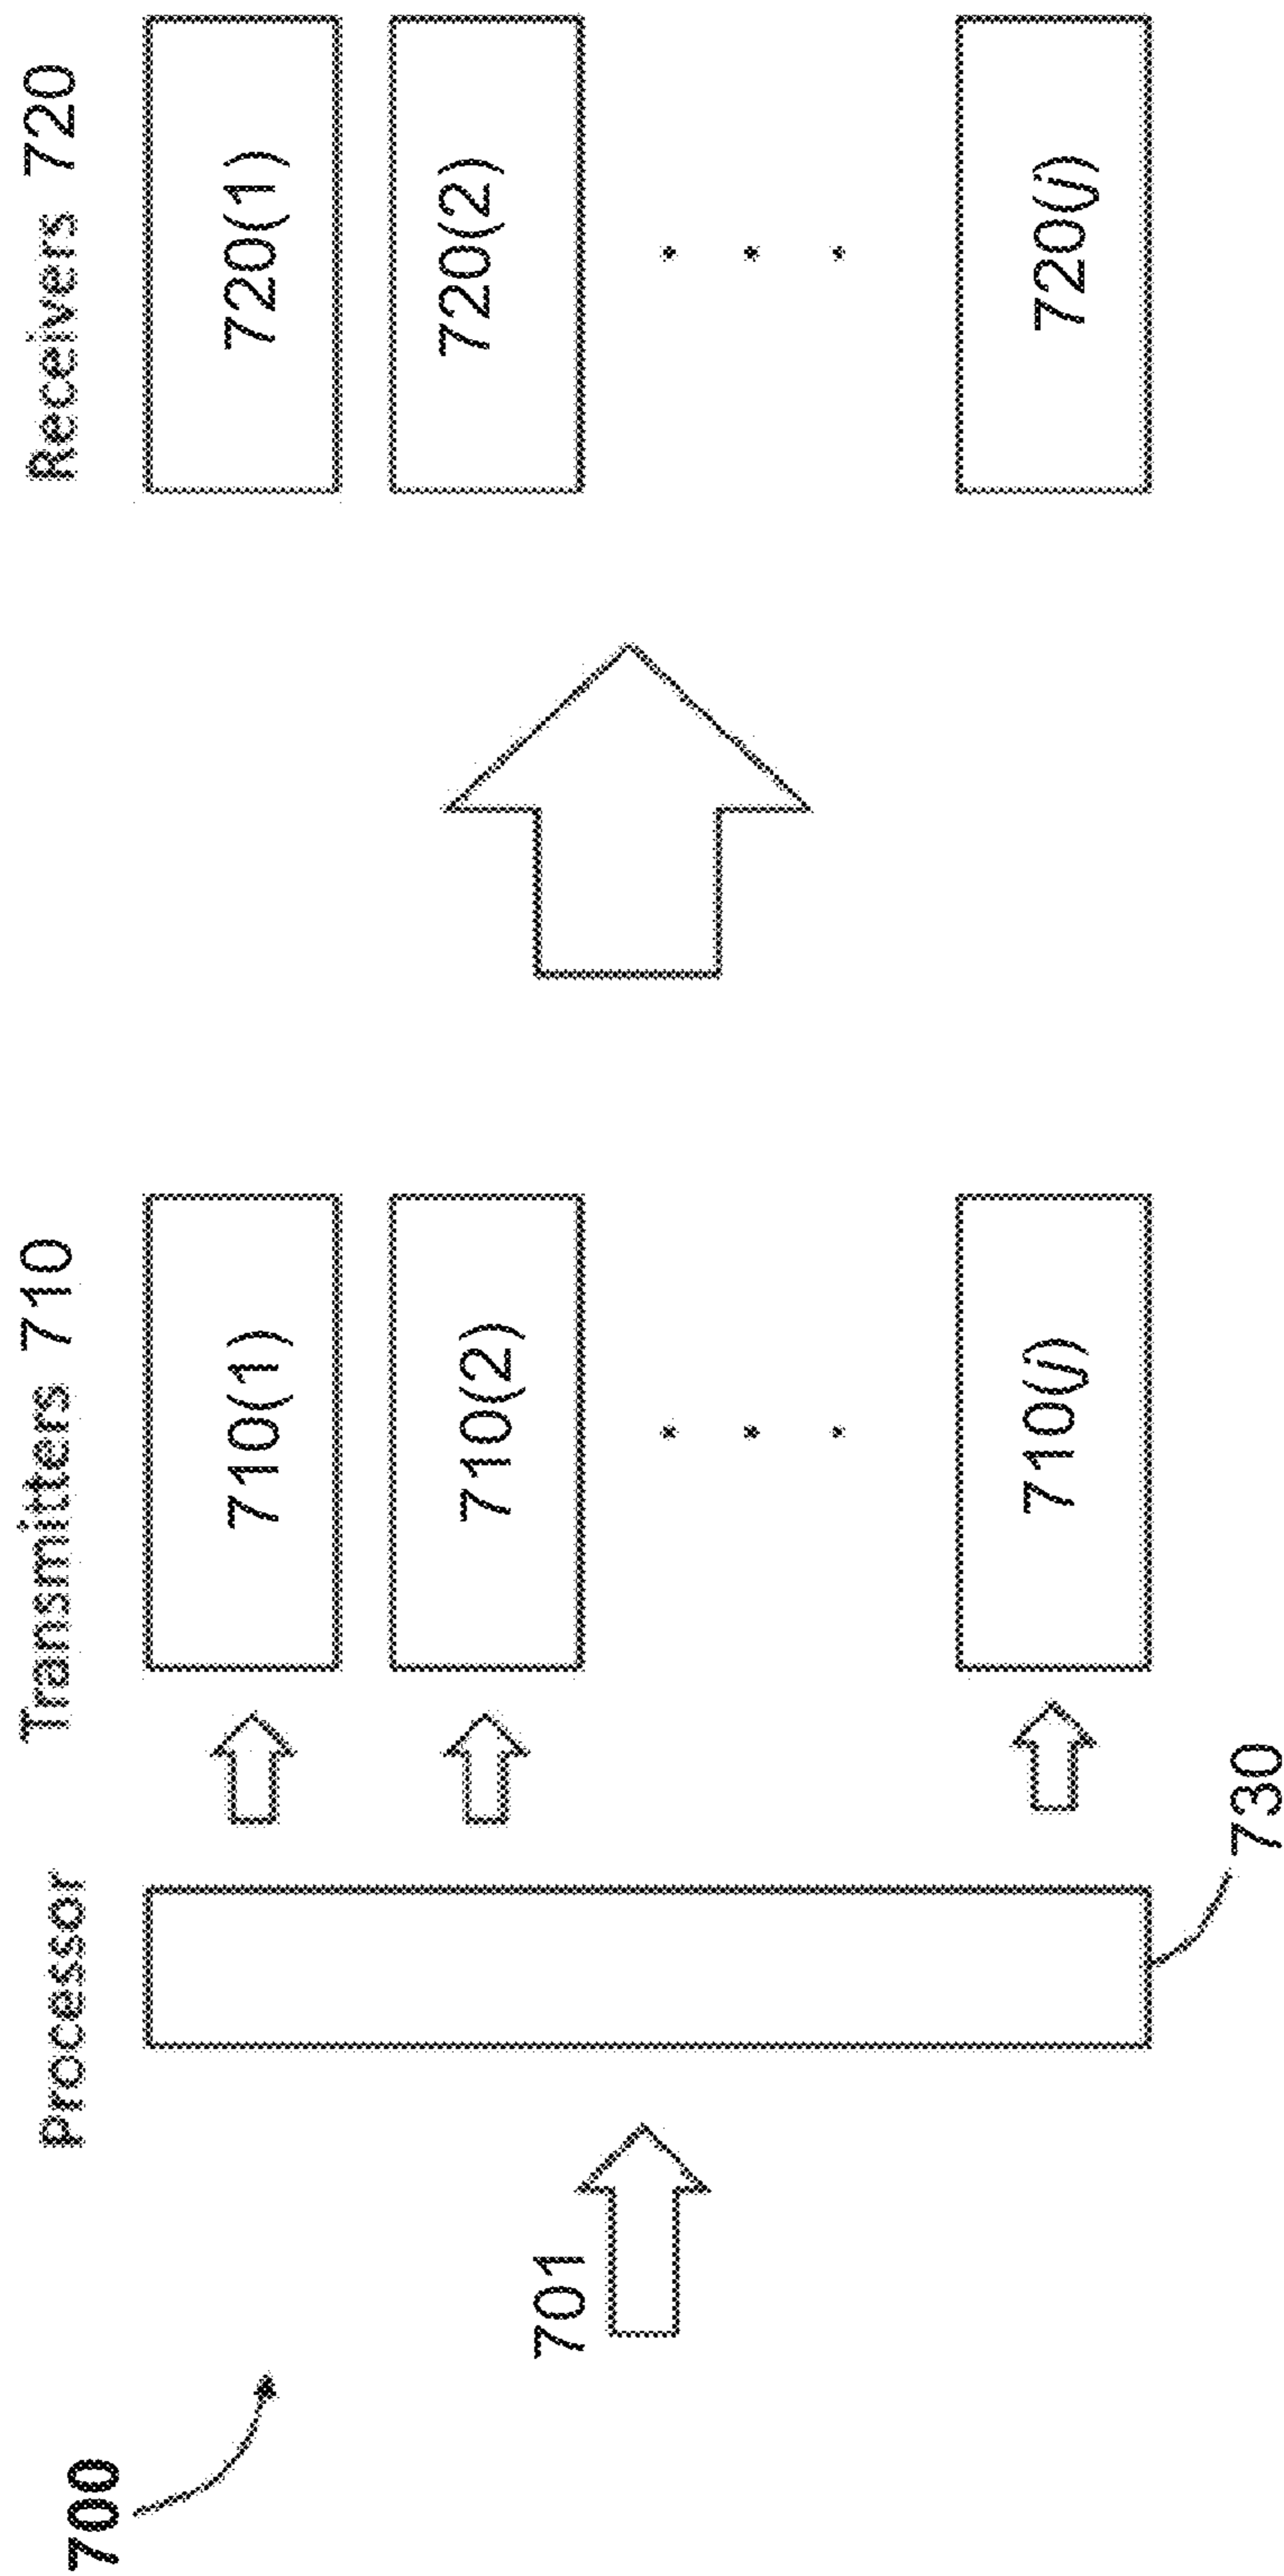 700
701
Processor
730
Transmitters 710
710(1)
710(2)
710(j)
Receivers 720
720(1)
720(2)
720(j)